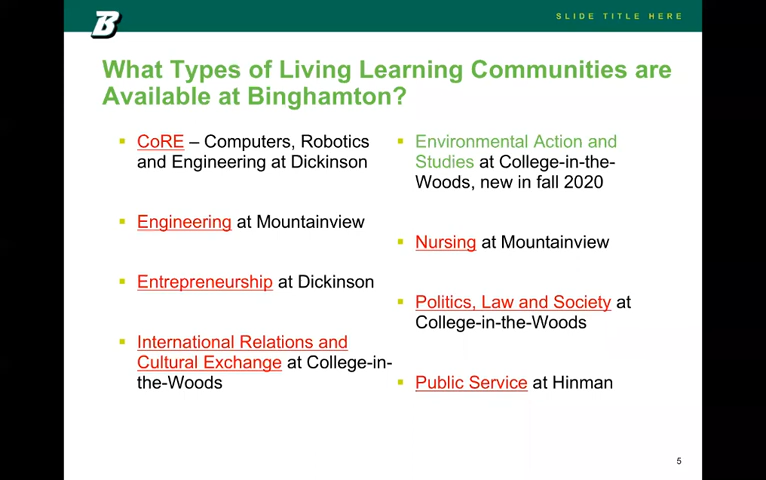 B
SLIDE TITLE HERE
What Types of Living Learning Communities are
Available at Binghamton?
CoRE – Computers, Robotics
and Engineering at Dickinson
Engineering at Mountainview
Entrepreneurship at Dickinson
International Relations and
Cultural Exchange at College-in-
the-Woods
Environmental Action and
Studies at College-in-the-
Woods, new in fall 2020
Nursing at Mountainview
Politics, Law and Society at
College-in-the-Woods
Public Service at Hinman
5